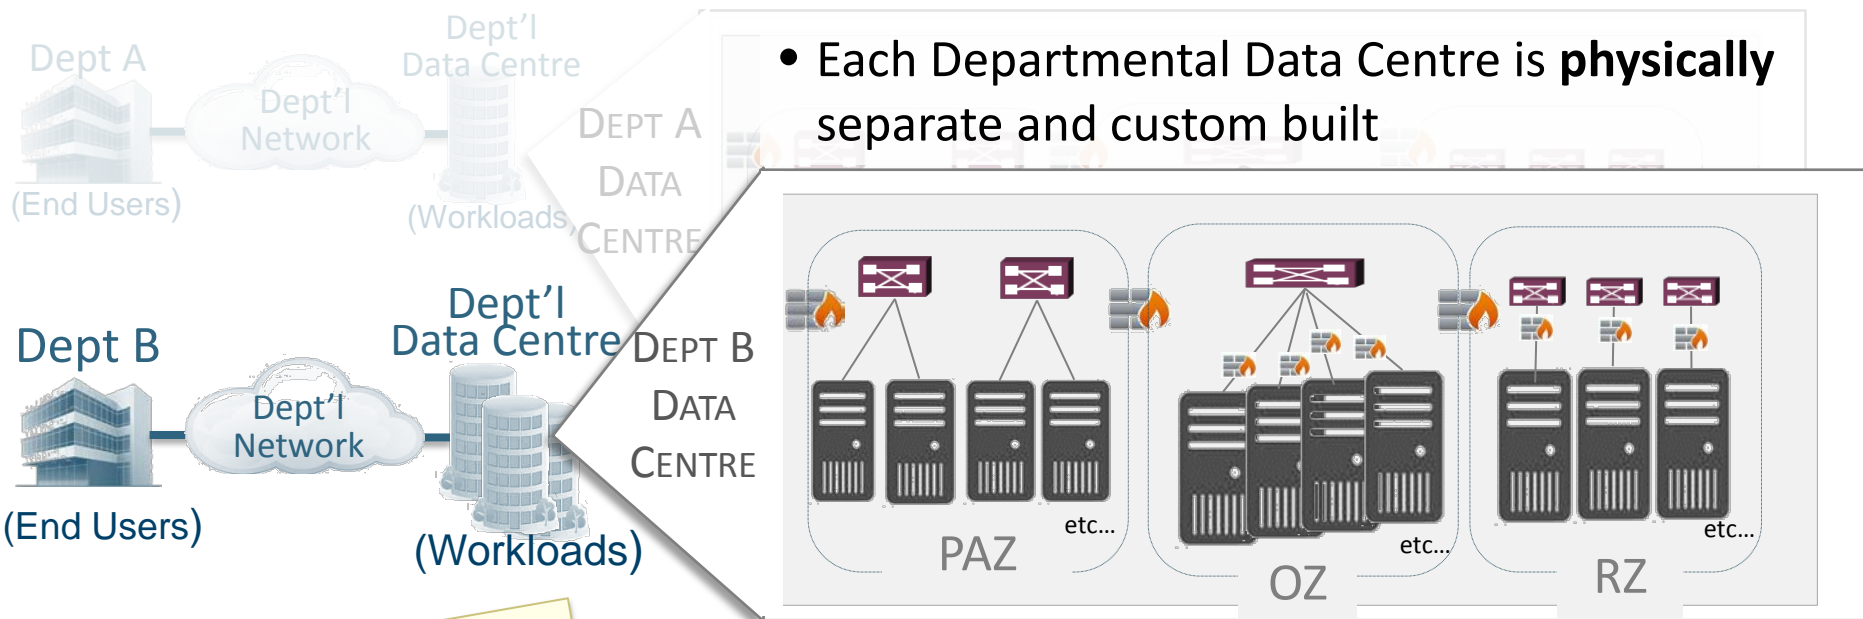 • Each Departmental Data Centre is physically
separate and custom built
Dept A
Dept'l
Network
Dept'l
Data Centre
(End Users)
(Workloads)
DEPT A
DATA
CENTRE
Dept B
Dept'l
Network
Dept'l
Data Centre
(End Users)
(Workloads)
DEPT B
DATA
CENTRE
etc...
PAZ
etc...
OZ
etc...
RZ